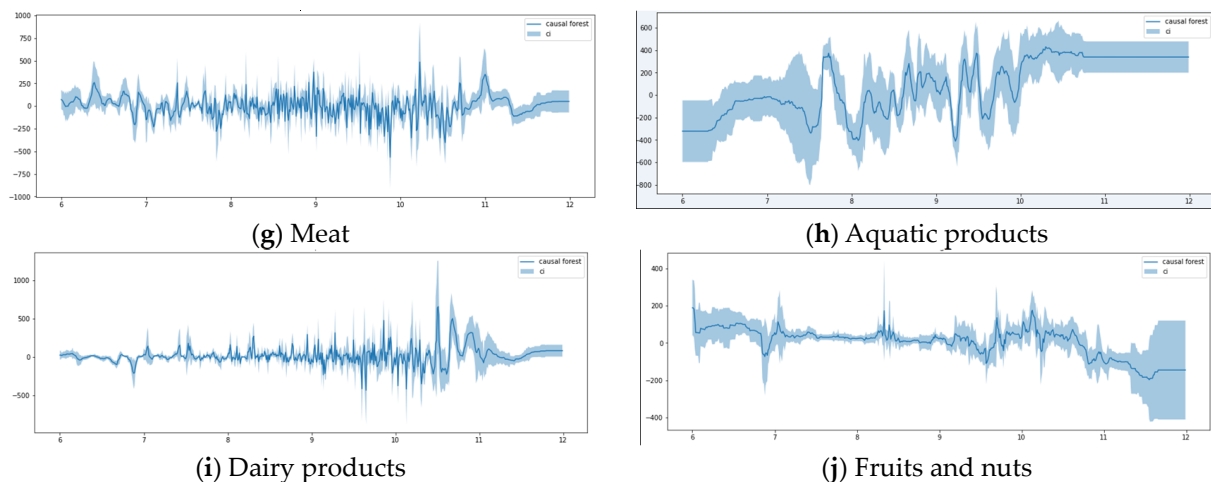 1000
750
500
250
0
-250
-500
-750
-1000
6 7 8 9 10 11 12
causal forest
ci
(g) Meat
600
400
200
0
-200
-400
-600
-800
6 7 8 9 10 11 12
causal forest
ci
(h) Aquatic products
1000
500
0
-500
6 7 8 9 10 11 12
causal forest
ci
(i) Dairy products
400
200
0
-200
-400
6 7 8 9 10 11 12
causal forest
ci
(j) Fruits and nuts